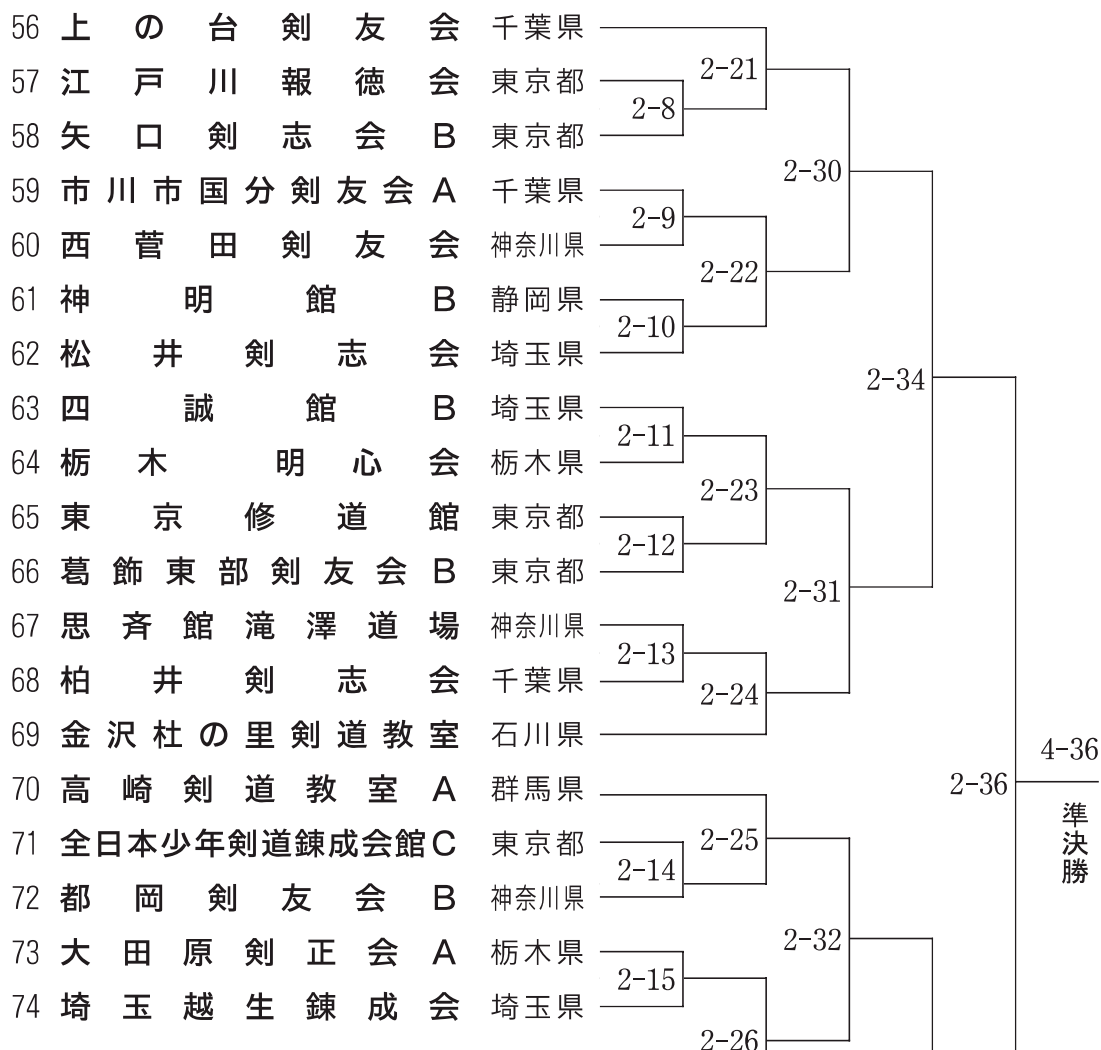 56 上の台剣友会 千葉県
57 江戸川報徳会 東京都
58 矢口剣志会B 東京都
59 市川市国分剣友会A 千葉県
60 西菅田剣友会 神奈川県
61 神明館B 静岡県
62 松井剣志会 埼玉県
63 四誠館B 埼玉県
64 栃木 明心会 栃木県
65 東京修道館 東京都
66 葛飾東部剣友会B 東京都
67 思斉館滝澤道場 神奈川県
68 柏井剣志会 千葉県
69 金沢杜の里剣道教室 石川県
70 高崎剣道教室A 群馬県
71 全日本少年剣道錬成会館C 東京都
72 都岡剣友会B 神奈川県
73 大田原剣正会A 栃木県
74 埼玉越生錬成会 埼玉県
2-8
2-9
2-10
2-11
2-12
2-13
2-14
2-15
2-21
2-22
2-23
2-24
2-25
2-26
2-30
2-31
2-32
2-34
2-36
4-36
準決勝